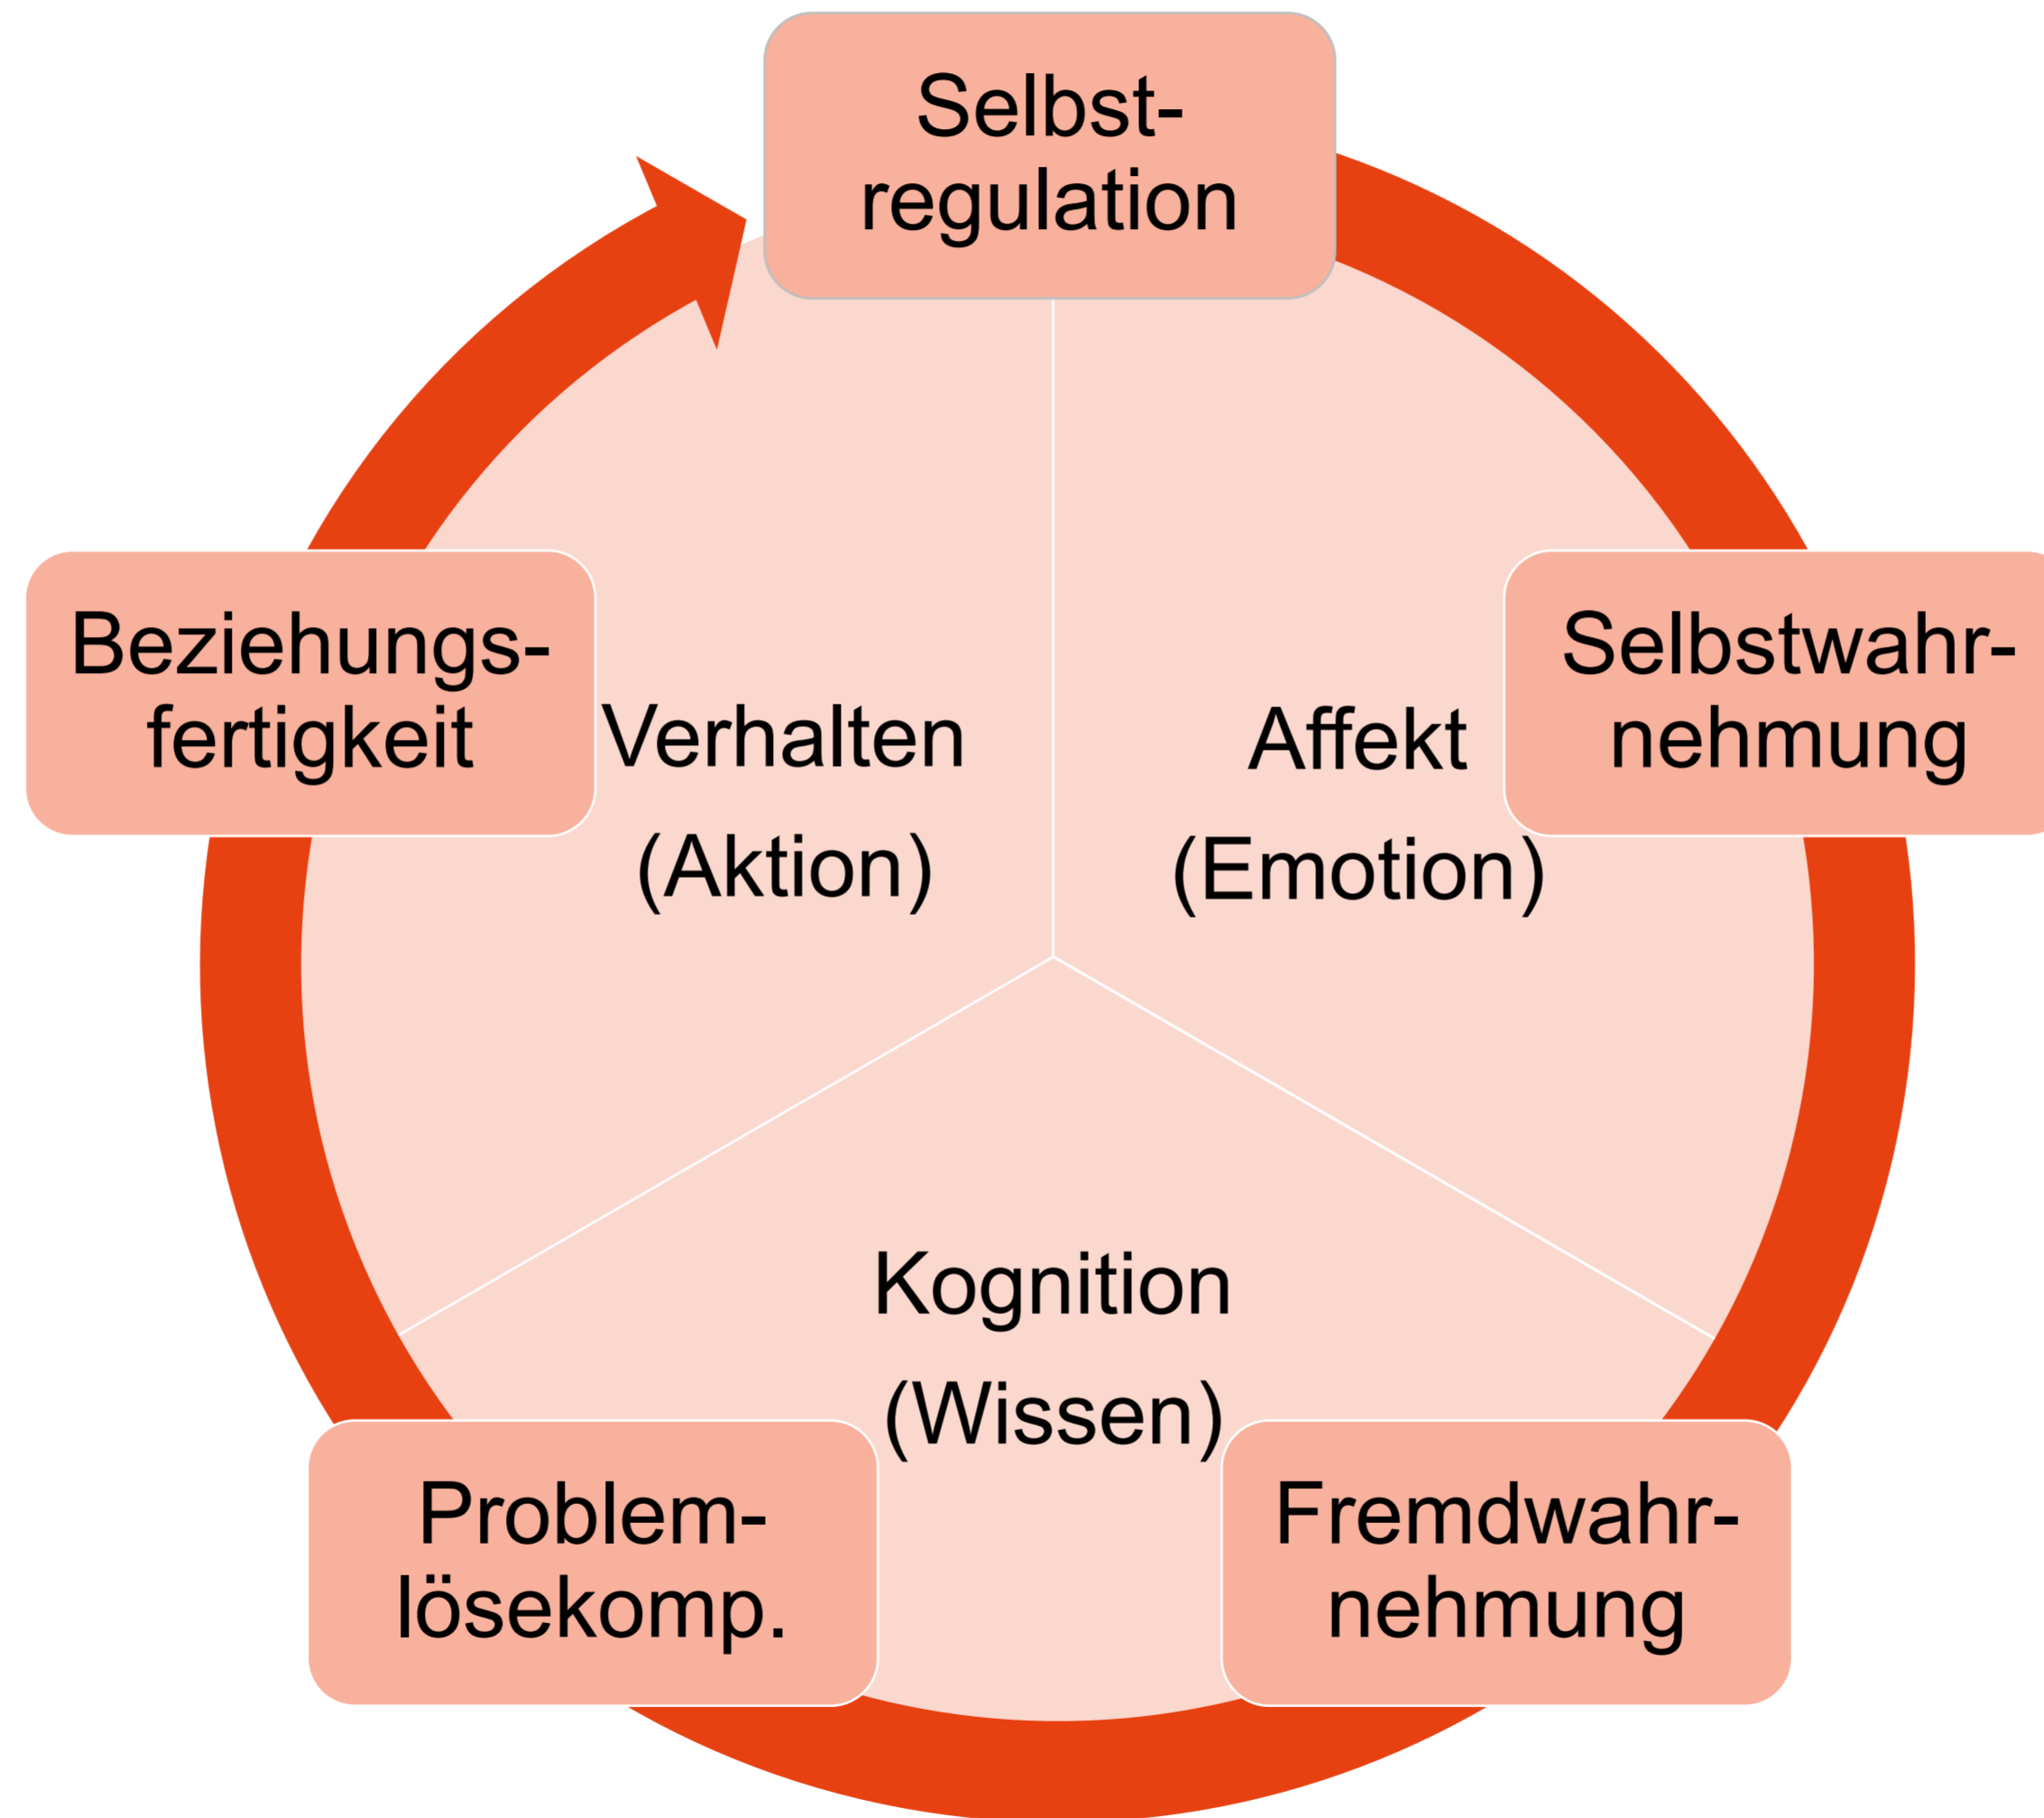 Selbst-
regulation
Beziehungs-
fertigkeit
Verhalten
(Aktion)
Affekt
(Emotion)
Selbstwahr-
nehmung
Kognition
(Wissen)
Problem-
lösekomp.
Fremdwahr-
nehmung